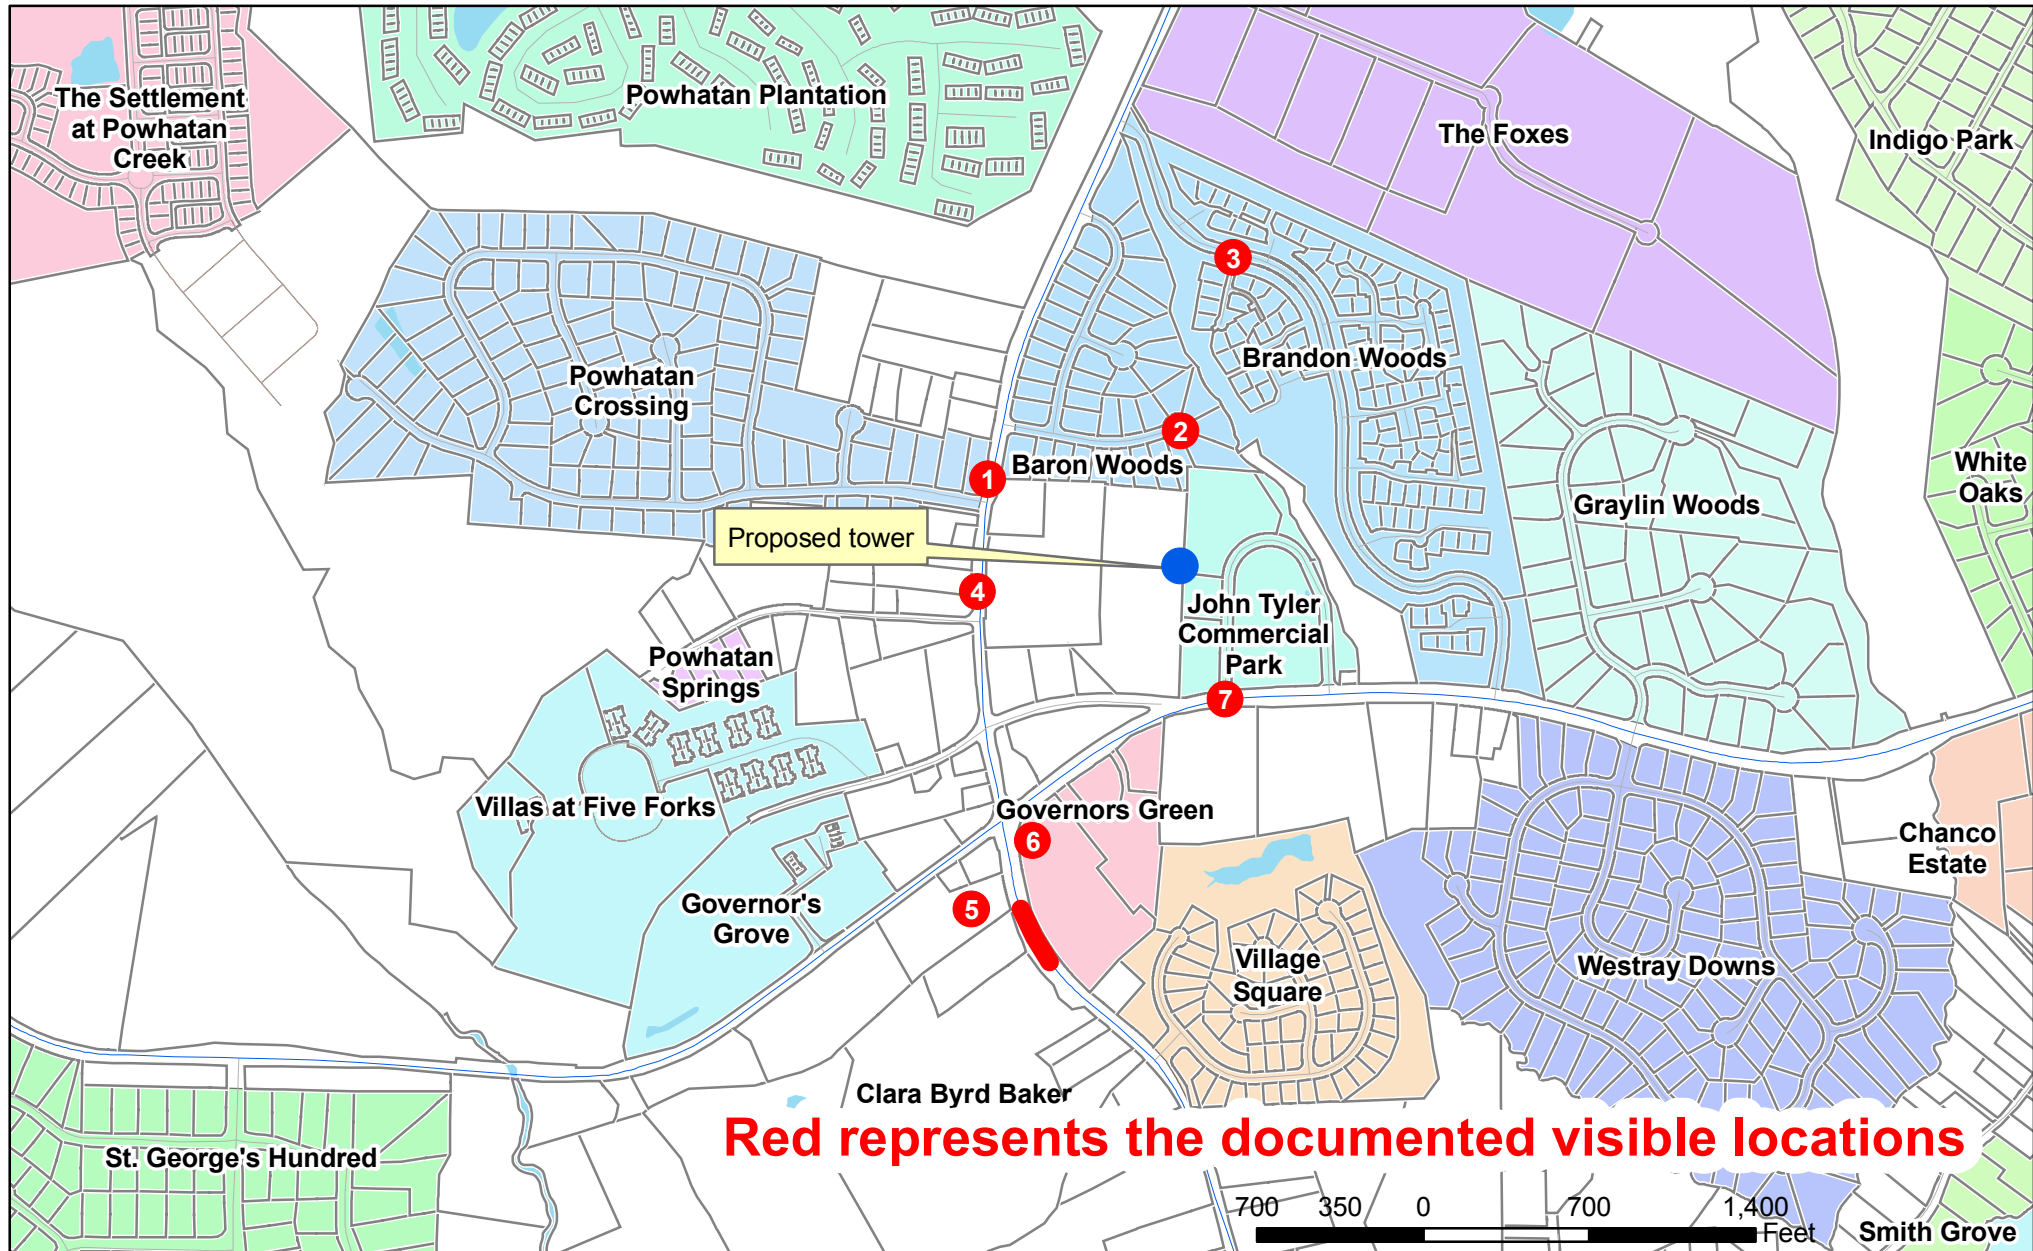 The Settlement
at Powhatan
Creek
Powhatan Plantation
The Foxes
Indigo Park
3
Brandon Woods
Powhatan
Crossing
2
Baron Woods
1
White
Oaks
Graylin Woods
Proposed tower
4
John Tyler
Commercial
Park
Powhatan
Springs
7
Villas at Five Forks
Governors Green
6
Chanco
Estate
Governor's
Grove
5
Village
Square
Westray Downs
Clara Byrd Baker
Red represents the documented visible locations
St. George's Hundred
700 350 0 700 1,400
Feet
Smith Grove